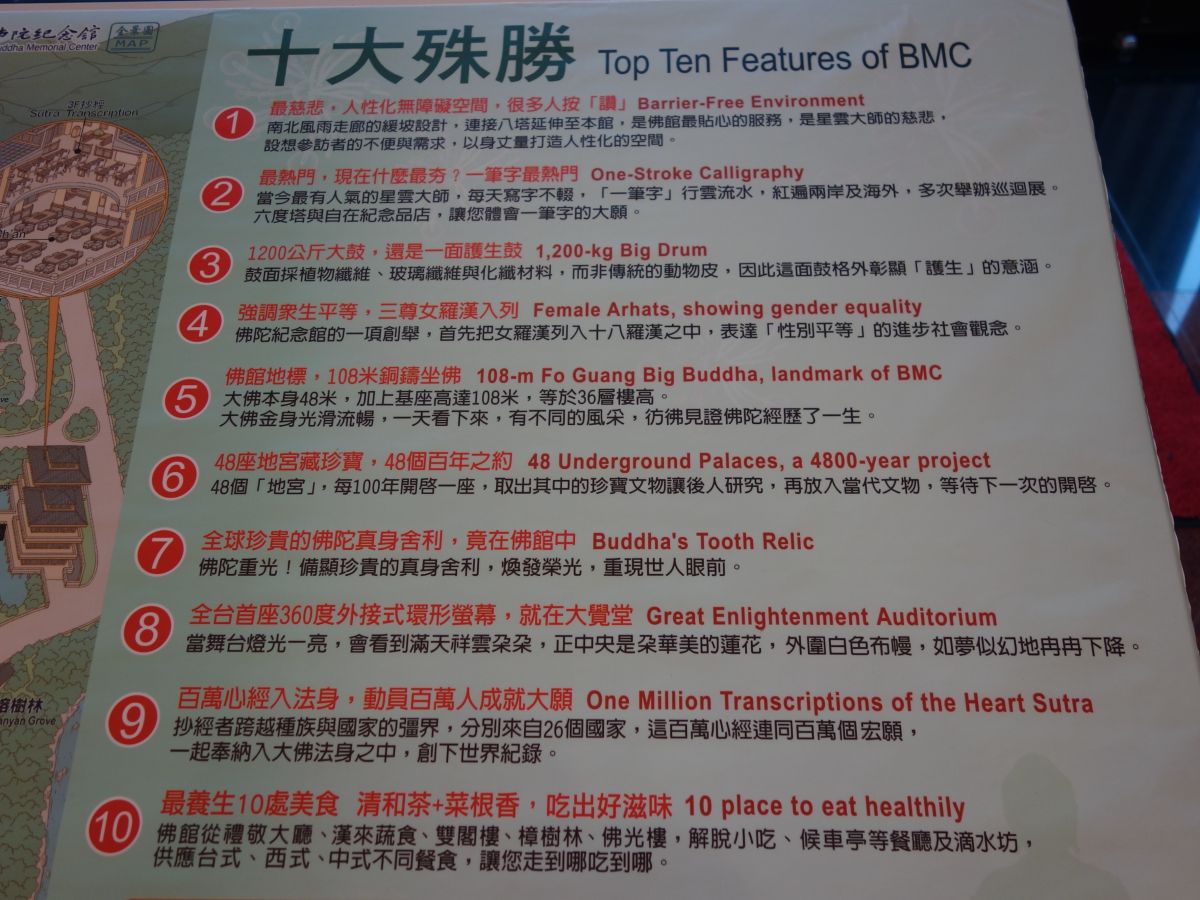 陀紀念館
全景圖
MAP
Buddha Memorial Center
3F抄經
Sutra Transcription
十大殊勝 Top Ten Features of BMC
1 最慈悲，人性化無障礙空間，很多人按「讚」Barrier-Free Environment
南北風雨走廊的緩坡設計，連接八塔延伸至本館，是佛館最貼心的服務，是星雲大師的慈悲，
設想參訪者的不便與需求，以身丈量打造人性化的空間。
2 最熱門，現在什麼最夯？一筆字最熱門 One-Stroke Calligraphy
當今最有人氣的星雲大師，每天寫字不輟，「一筆字」行雲流水，紅遍兩岸及海外，多次舉辦巡迴展。
六度塔與自在紀念品店，讓您體會一筆字的大願。
3 1200公斤大鼓，還是一面護生鼓 1,200-kg Big Drum
鼓面採植物纖維、玻璃纖維與化纖材料，而非傳統的動物皮，因此這面鼓格外彰顯「護生」的意涵。
4 強調眾生平等，三尊女羅漢入列 Female Arhats, showing gender equality
佛陀紀念館的一項創舉，首先把女羅漢列入十八羅漢之中，表達「性別平等」的進步社會觀念。
5 佛館地標，108米銅鑄坐佛 108-m Fo Guang Big Buddha, landmark of BMC
大佛本身48米，加上基座高達108米，等於36層樓高。
大佛金身光滑流暢，一天看下來，有不同的風采，彷彿見證佛陀經歷了一生。
6 48座地宮藏珍寶，48個百年之約 48 Underground Palaces, a 4800-year project
48個「地宮」，每100年開啓一座，取出其中的珍寶文物讓後人研究，再放入當代文物，等待下一次的開啓。
7 全球珍貴的佛陀真身舍利，竟在佛館中 Buddha's Tooth Relic
佛陀重光！備顯珍貴的真身舍利，煥發榮光，重現世人眼前。
8 全台首座360度外接式環形螢幕，就在大覺堂 Great Enlightenment Auditorium
當舞台燈光一亮，會看到滿天祥雲朵朵，正中央是朵華美的蓮花，外圍白色布幔，如夢似幻地冉冉下降。
榕樹林
anyan Grove
9 百萬心經入法身，動員百萬人成就大願 One Million Transcriptions of the Heart Sutra
抄經者跨越種族與國家的彊界，分別來自26個國家，這百萬心經連同百萬個宏願，
一起奉納入大佛法身之中，創下世界紀錄。
10 最養生10處美食 清和茶+菜根香，吃出好滋味 10 place to eat healthily
佛館從禮敬大廳、漢來蔬食、雙閣樓、樟樹林、佛光樓，解脫小吃、候車亭等餐廳及滴水坊，
供應台式、西式、中式不同餐食，讓您走到哪吃到哪。